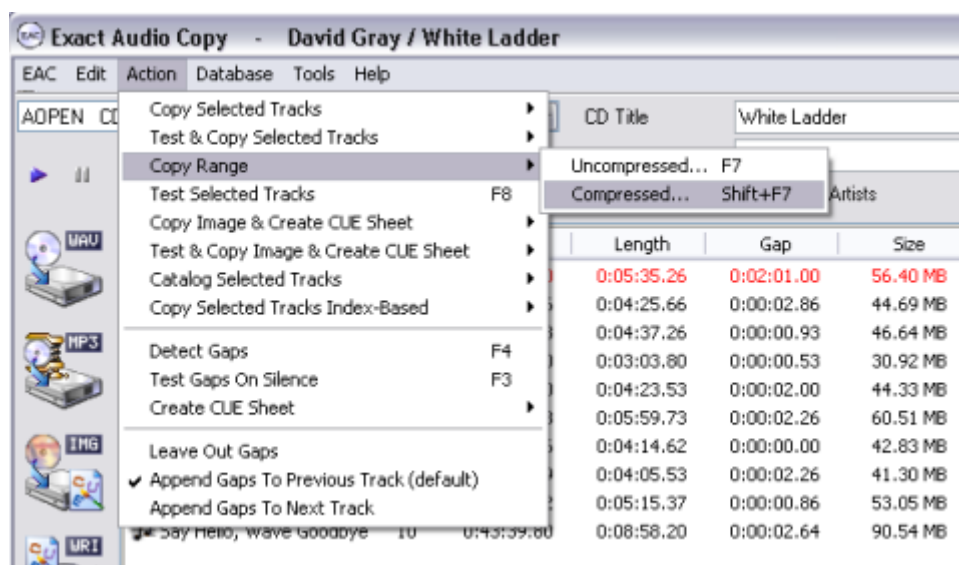 Exact Audio Copy - David Gray / White Ladder
EAC Edit Action Database Tools Help
AOPEN CD Title White Ladder
Copy Selected Tracks
Test & Copy Selected Tracks
Copy Range Uncompressed... F7
Test Selected Tracks F8 Compressed... Shift+F7 Artists
Copy Image & Create CUE Sheet
WAV Test & Copy Image & Create CUE Sheet Length Gap Size
Catalog Selected Tracks 0:05:35.26 0:02:01.00 56.40 MB
Copy Selected Tracks Index-Based 0:04:25.66 0:00:02.86 44.69 MB
MP3 Detect Gaps F4 0:04:37.26 0:00:00.93 46.64 MB
Test Gaps On Silence F3 0:03:03.80 0:00:00.53 30.92 MB
Create CUE Sheet 0:04:23.53 0:00:02.00 44.33 MB
0:05:59.73 0:00:02.26 60.51 MB
IMG Leave Out Gaps 0:04:14.62 0:00:00.00 42.83 MB
Append Gaps To Previous Track (default) 0:04:05.53 0:00:02.26 41.30 MB
Append Gaps To Next Track 0:05:15.37 0:00:00.86 53.05 MB
Say Hello, Wave Goodbye 10 0:43:39.60 0:08:58.20 0:00:02.64 90.54 MB
URI